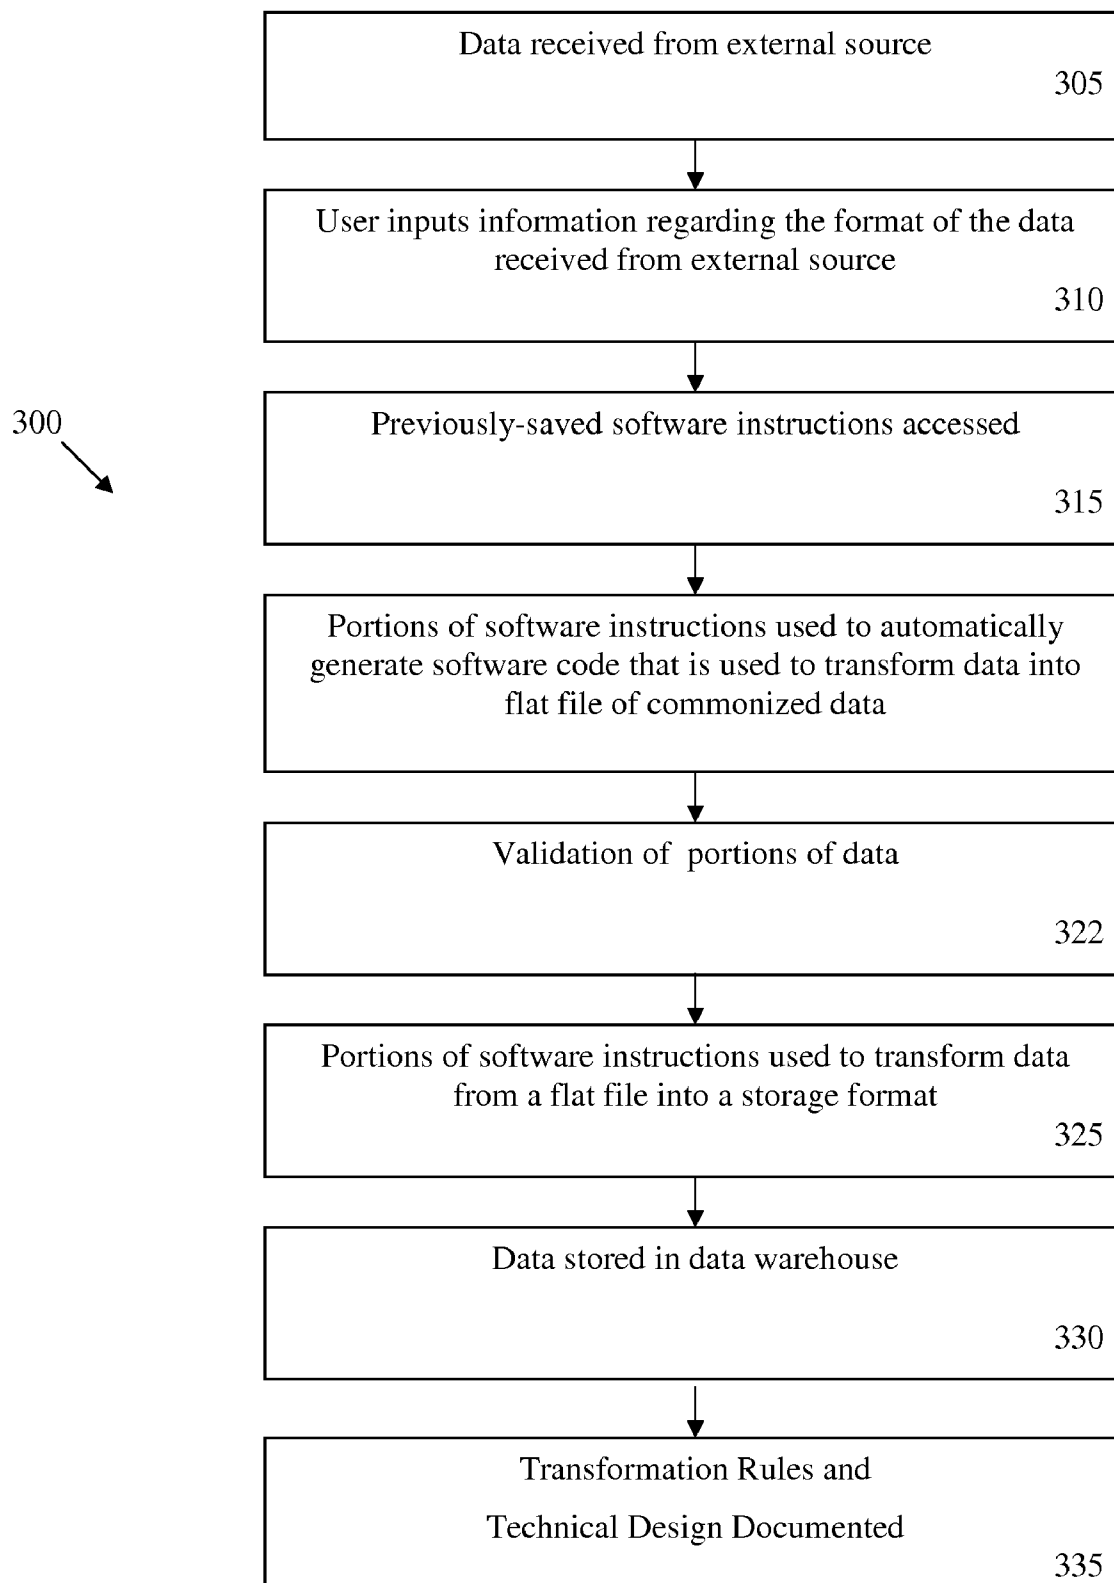 Data received from external source
305
User inputs information regarding the format of the data
received from external source
310
300
Previously-saved software instructions accessed
315
Portions of software instructions used to automatically
generate software code that is used to transform data into
flat file of commonized data
Validation of portions of data
322
Portions of software instructions used to transform data
from a flat file into a storage format
325
Data stored in data warehouse
330
Transformation Rules and
Technical Design Documented
335